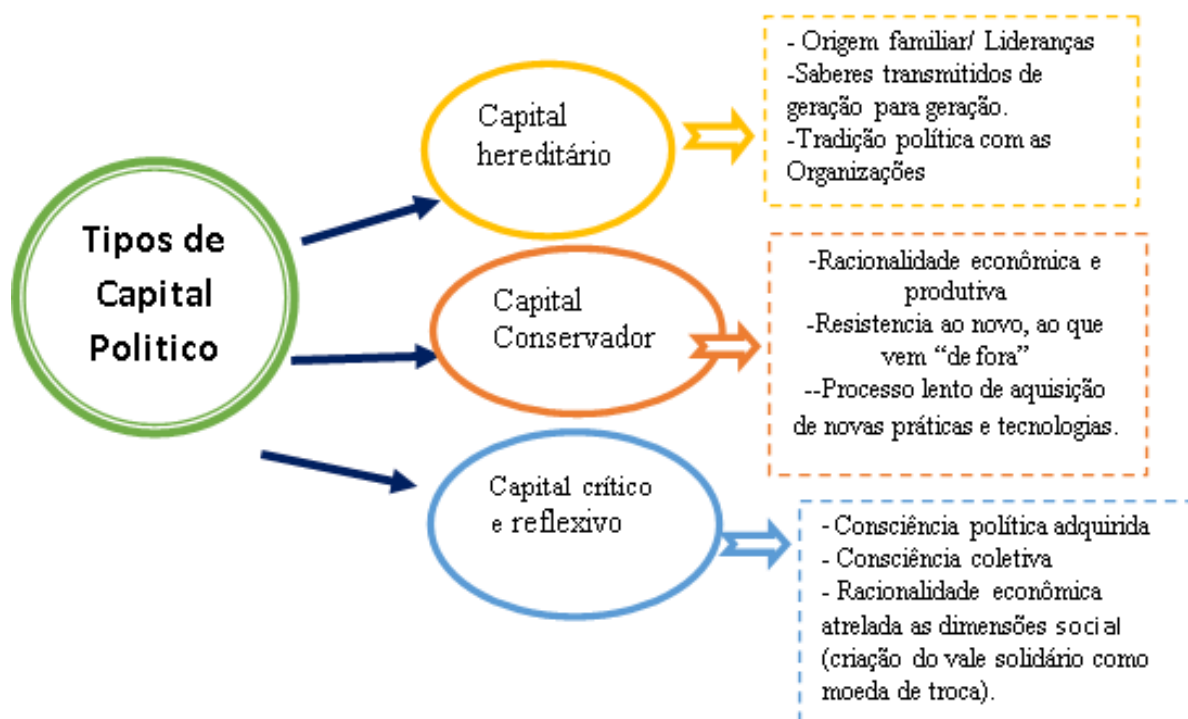 Tipos de
Capital
Politico
Capital
hereditário
- Origem familiar/ Lideranças
-Saberes transmitidos de
geração para geração.
-Tradição política com as
Organizações
Capital
Conservador
-Racionalidade econômica e
produtiva
-Resistencia ao novo, ao que
vem “de fora”
--Processo lento de aquisição
de novas práticas e tecnologias.
Capital crítico
e reflexivo
- Consciência política adquirida
- Consciência coletiva
- Racionalidade econômica
atrelada as dimensões social
(criação do vale solidário como
moeda de troca).